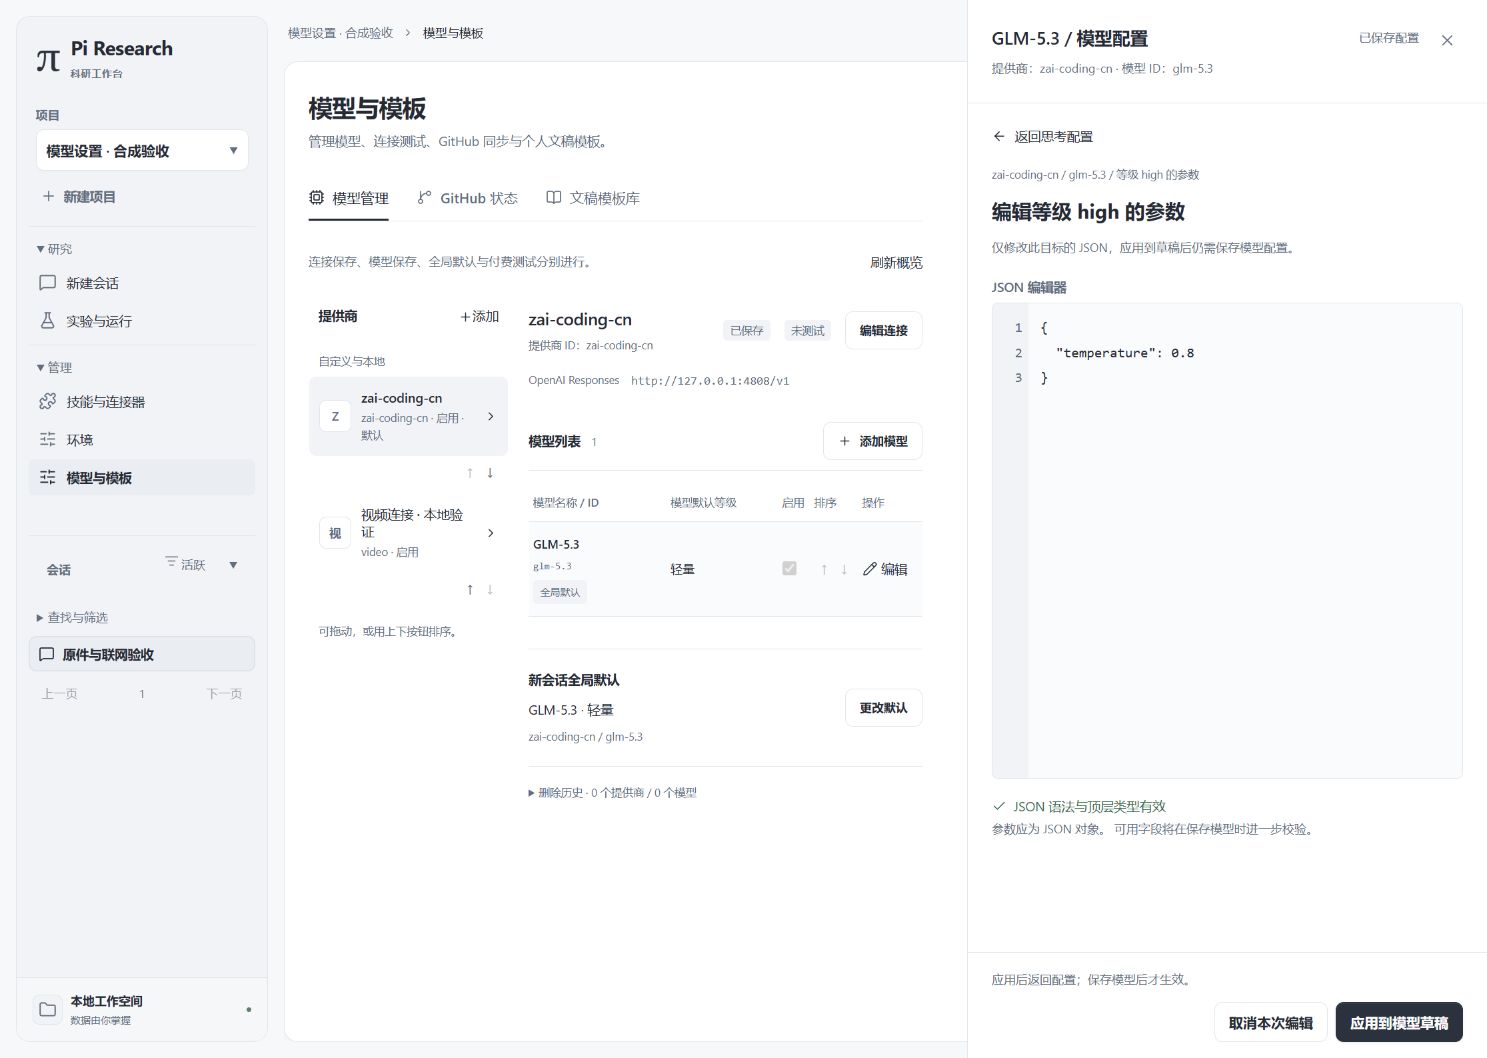 Pi Research
科研工作台
项目
模型设置 · 合成验收
新建项目
研究
新建会话
实验与运行
管理
技能与连接器
环境
模型与模板
会话
活跃
查找与筛选
原件与联网验收
上一页 1 下一页
本地工作空间
数据由你掌握
模型设置 · 合成验收 > 模型与模板
模型与模板
管理模型、连接测试、GitHub 同步与个人文稿模板。
模型管理 GitHub 状态 文稿模板库
连接保存、模型保存、全局默认与付费测试分别进行。
刷新概览
提供商 +添加
自定义与本地
Z
zai-coding-cn
zai-coding-cn · 启用 ·
默认
↑ ↓
视
视频连接 · 本地验
证
video · 启用
↑ ↓
可拖动，或用上下按钮排序。
zai-coding-cn
提供商 ID：zai-coding-cn
已保存 未测试 编辑连接
OpenAI Responses http://127.0.0.1:4808/v1
模型列表 1
+ 添加模型
模型名称 / ID 模型默认等级 启用 排序 操作
GLM-5.3
glm-5.3
全局默认
轻量
↑ ↓ 编辑
新会话全局默认
GLM-5.3 · 轻量
zai-coding-cn / glm-5.3
更改默认
删除历史 · 0 个提供商 / 0 个模型
GLM-5.3 / 模型配置
已保存配置
提供商：zai-coding-cn · 模型 ID：glm-5.3
← 返回思考配置
zai-coding-cn / glm-5.3 / 等级 high 的参数
编辑等级 high 的参数
仅修改此目标的 JSON，应用到草稿后仍需保存模型配置。
JSON 编辑器
1 {
2 "temperature": 0.8
3 }
JSON 语法与顶层类型有效
参数应为 JSON 对象。 可用字段将在保存模型时进一步校验。
应用后返回配置；保存模型后才生效。
取消本次编辑 应用到模型草稿